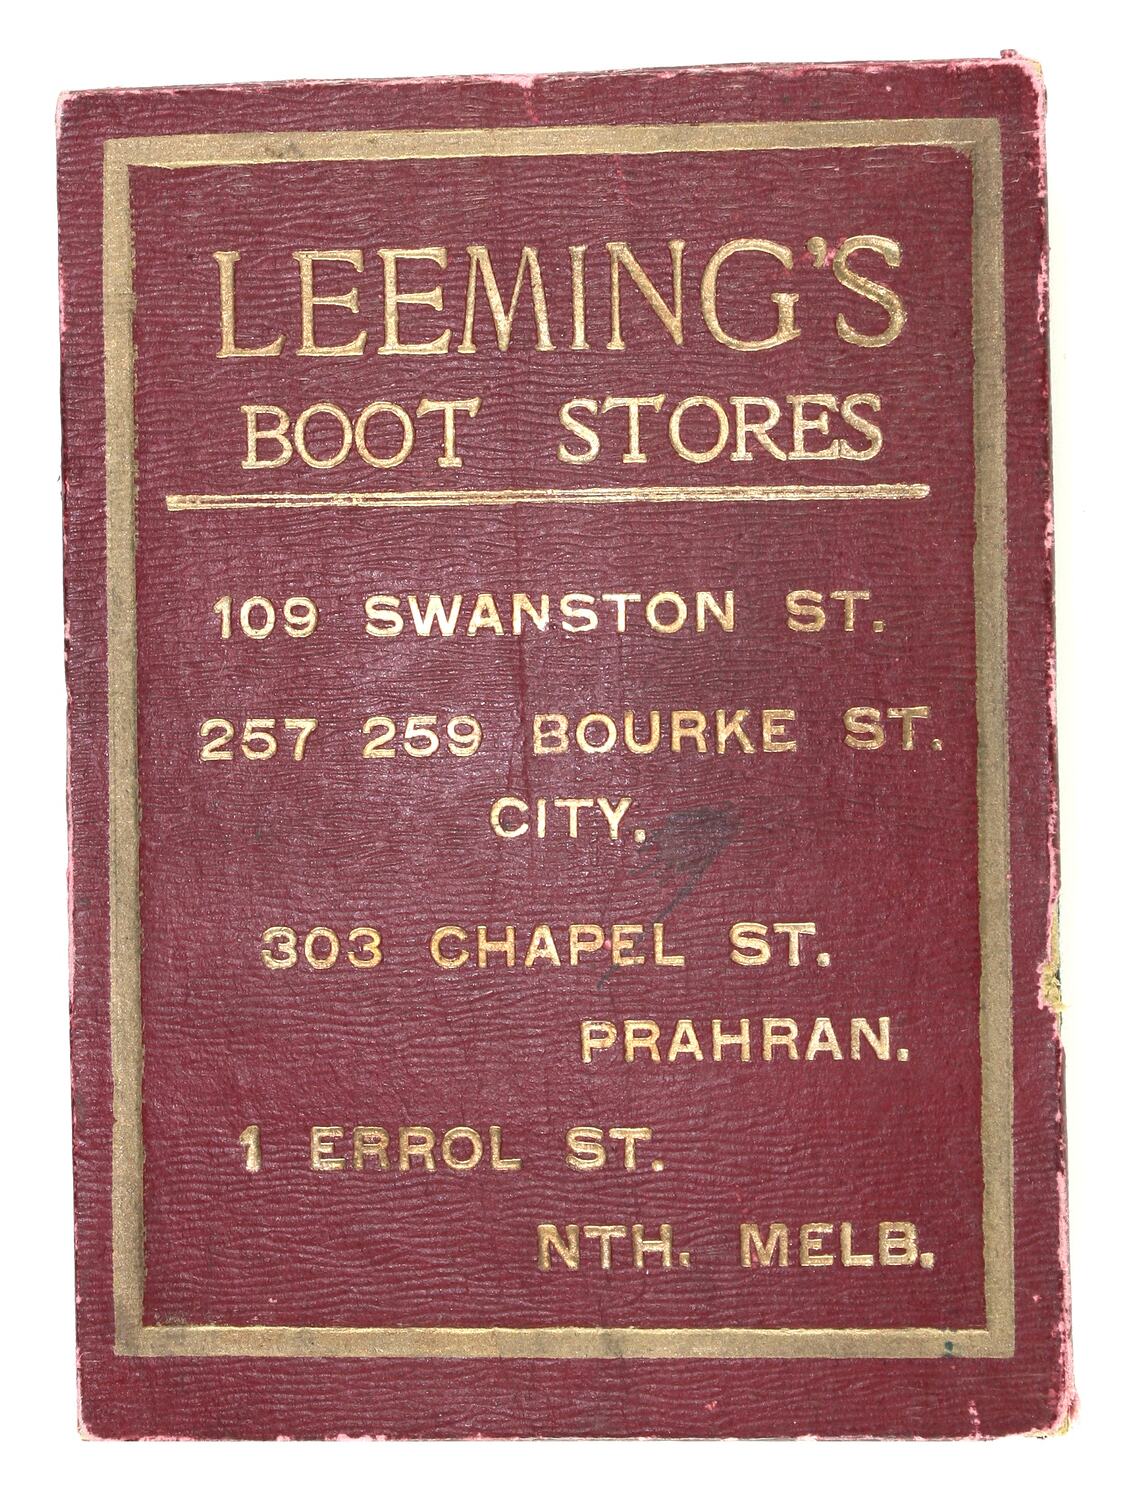 LEEMING'S
BOOT STORES
109 SWANSTON ST.
257 259 BOURKE ST.
CITY.
303 CHAPEL ST.
PRAHRAN.
1 ERROL ST.
NTH. MELB.